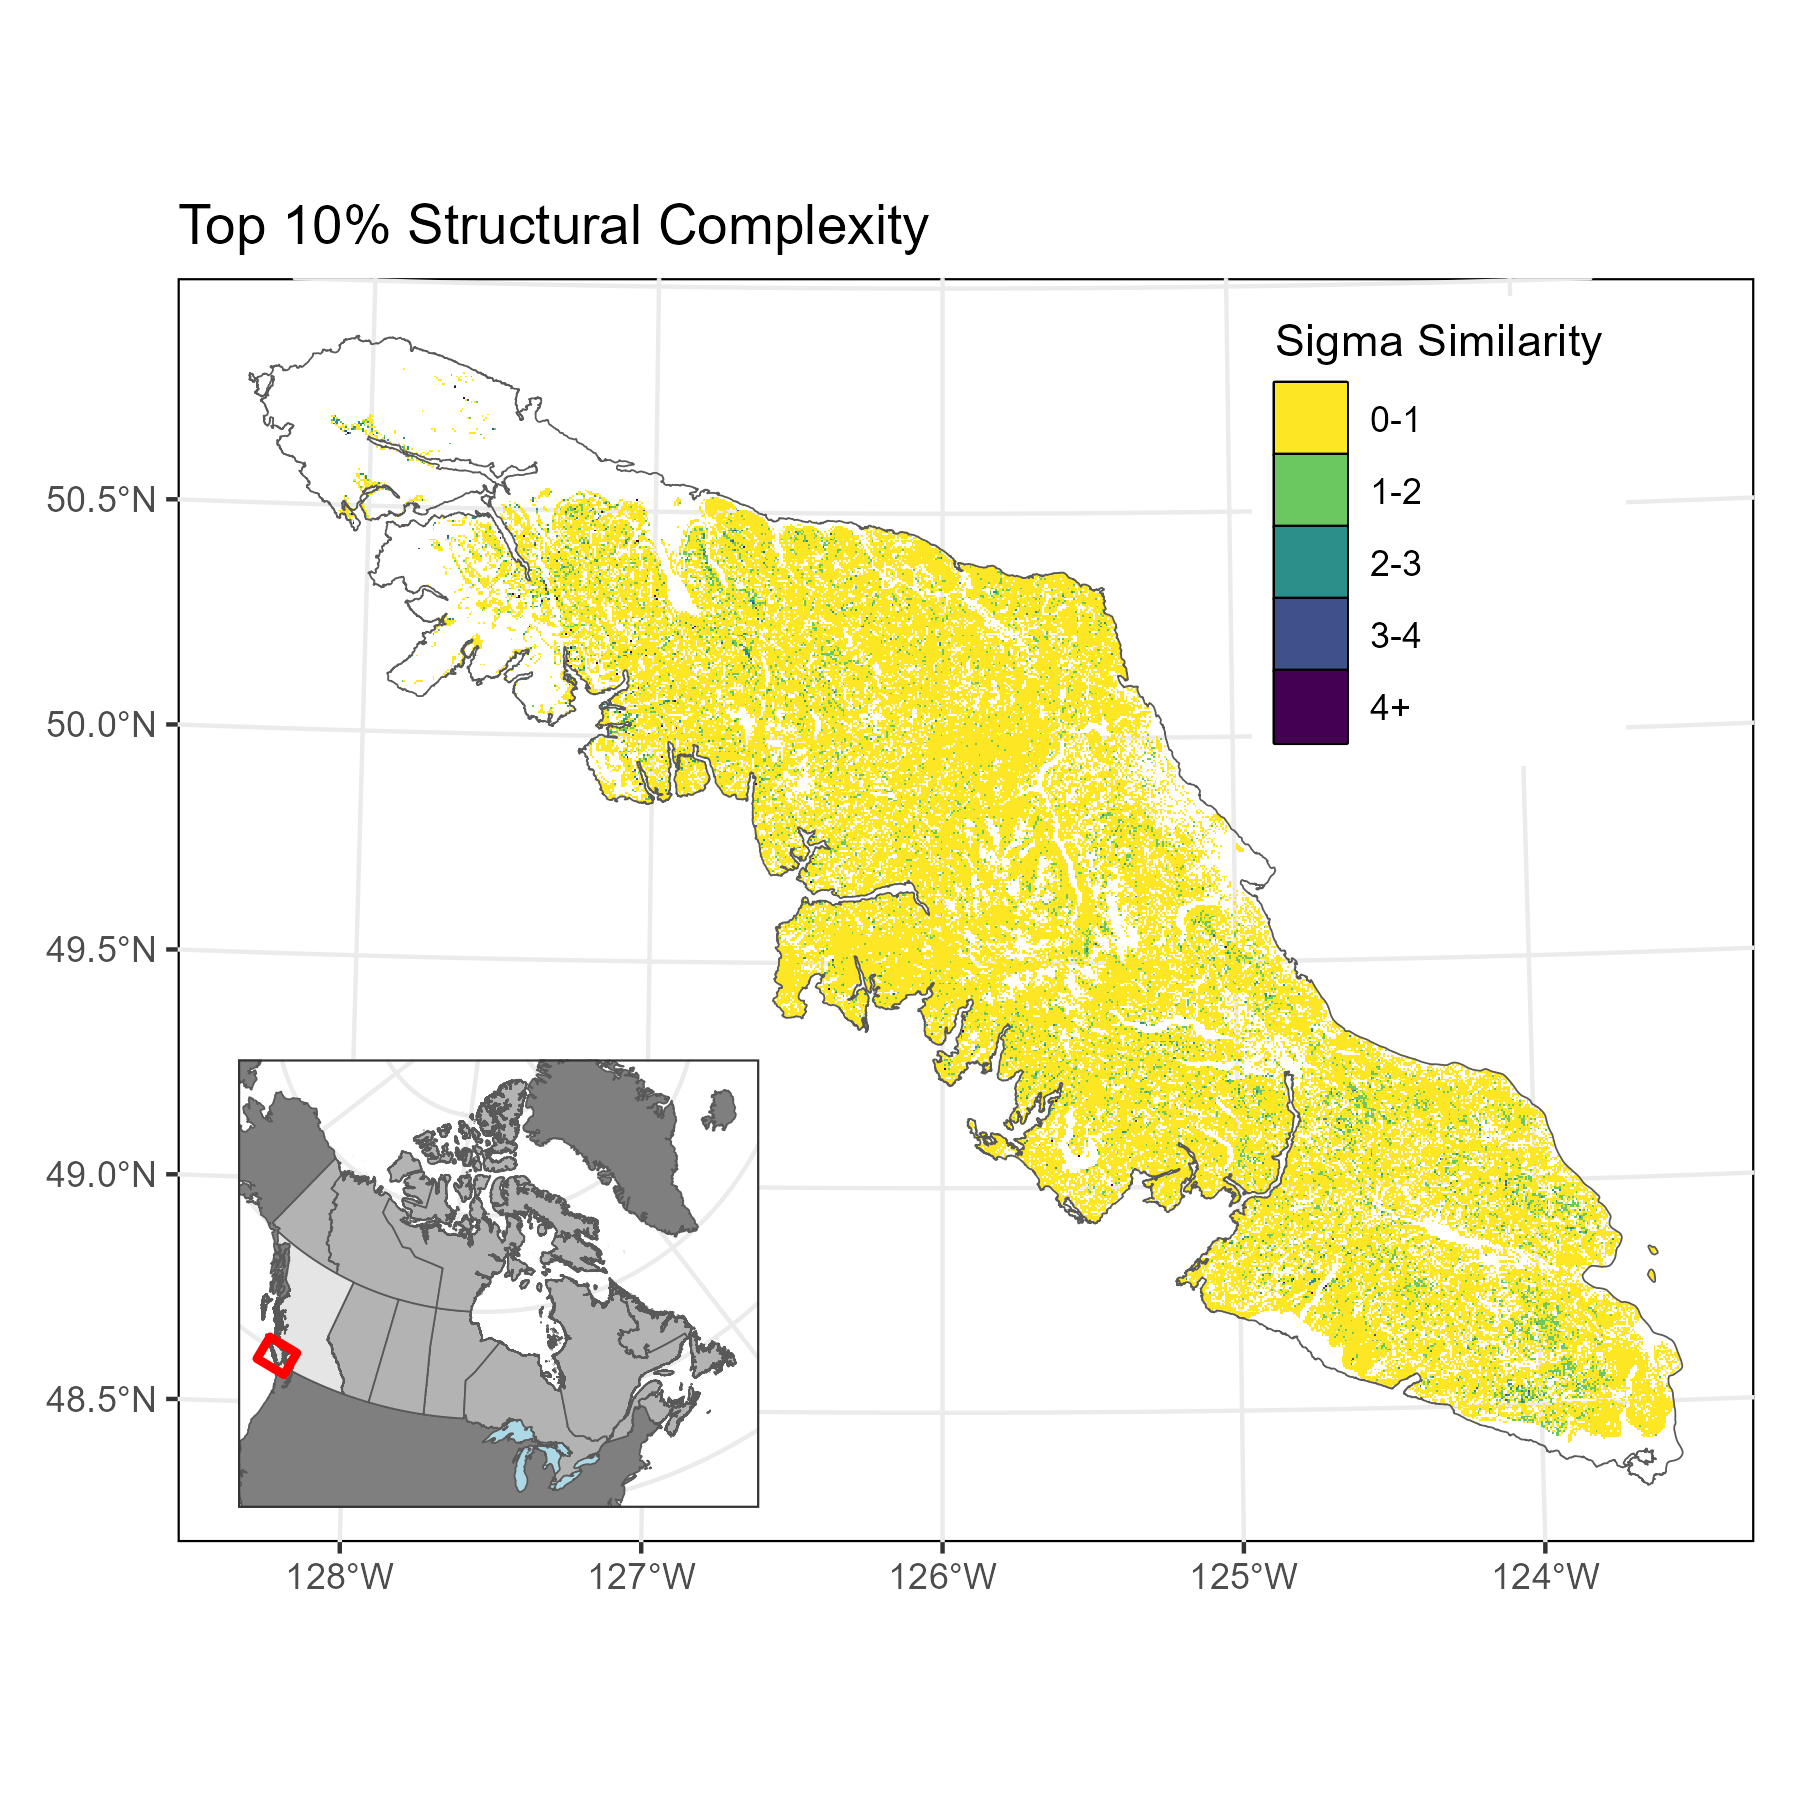 Top 10% Structural Complexity
Sigma Similarity
0-1
1-2
2-3
3-4
4+
50.5°N
50.0°N
49.5°N
49.0°N
48.5°N
128°W
127°W
126°W
125°W
124°W